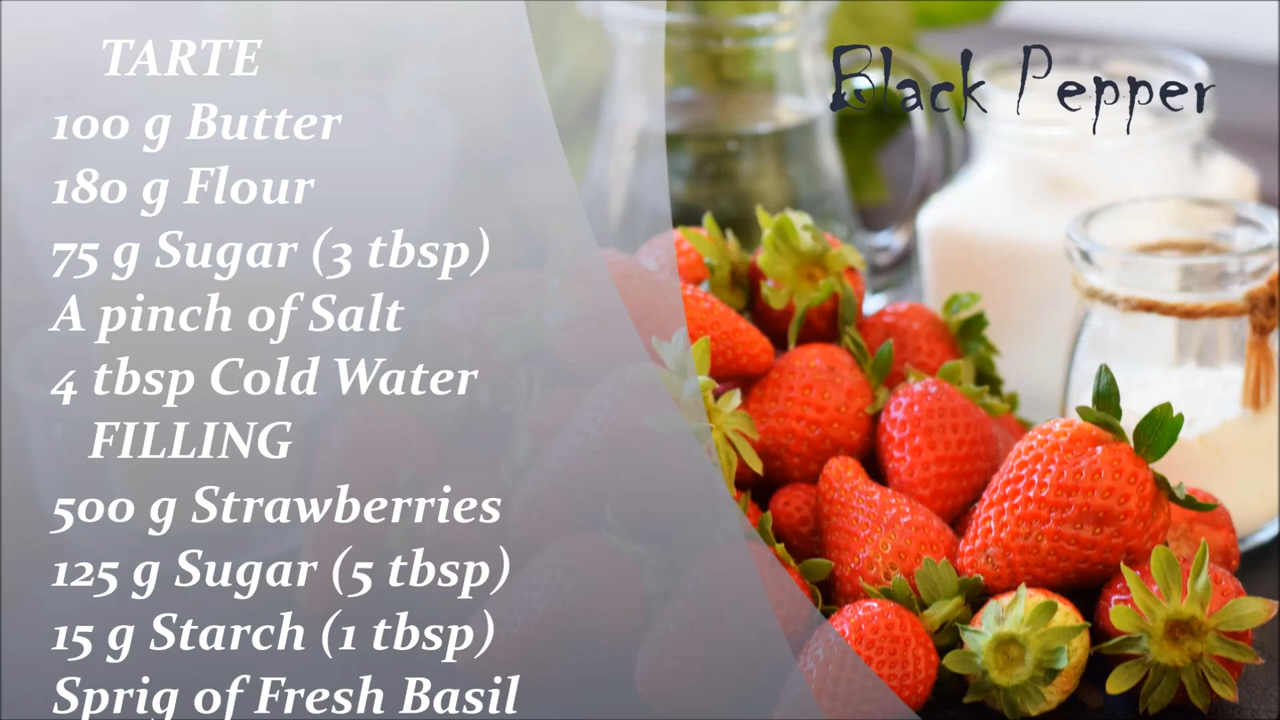 TARTE
100 g Butter
180 g Flour
75 g Sugar (3 tbsp)
A pinch of Salt
4 tbsp Cold Water
FILLING
500 g Strawberries
125 g Sugar (5 tbsp)
15 g Starch (1 tbsp)
Sprig of Fresh Basil
Black Pepper